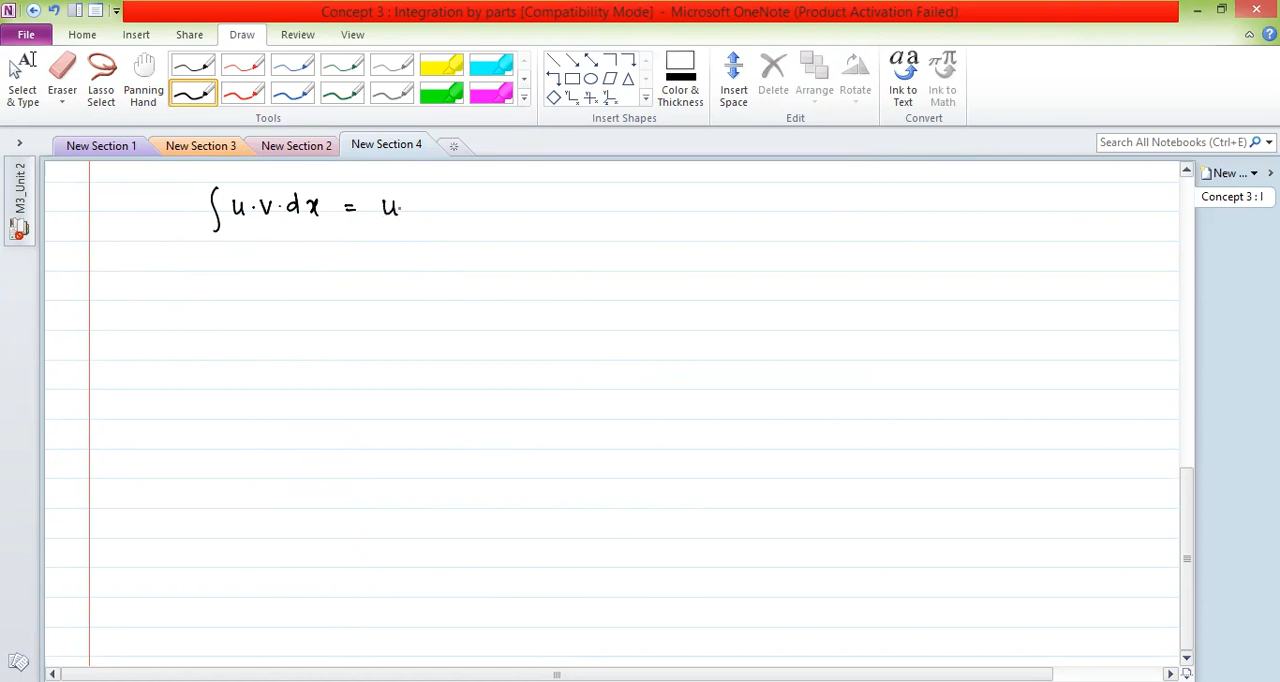 Concept 3 : Integration by parts [Compatibility Mode] - Microsoft OneNote (Product Activation Failed)
File Home Insert Share Draw Review View
Select & Type
Eraser
Lasso Select
Panning Hand
Color & Thickness
Insert Space
Delete
Arrange
Rotate
Ink to Text
Ink to Math
Tools
Insert Shapes
Edit
Convert
New Section 1 New Section 3 New Section 2 New Section 4
Search All Notebooks (Ctrl+E)
M3_Unit 2
New ...
Concept 3 : I
∫ u · v · dx = u ·